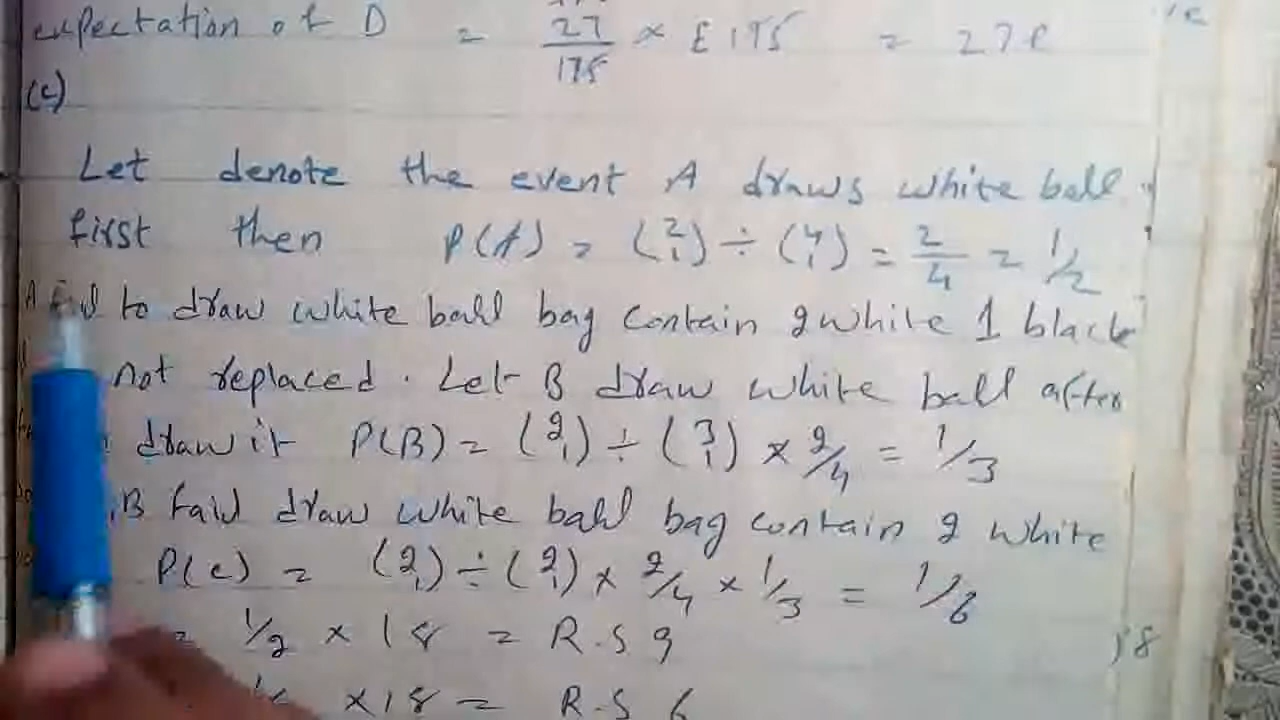 expectation of D = 27/175 × £ 175 = 27 £
(c)
Let denote the event A draws white ball
first then P(A) = (2 1) ÷ (4 1) = 2/4 = 1/2
A fail to draw white ball bag contain 2 white 1 black
not replaced. Let B draw white ball after
draw it P(B) = (2 1) ÷ (3 1) × 2/4 = 1/3
B fail draw white ball bag contain 2 white
P(c) = (2 1) ÷ (2 1) × 2/4 × 1/3 = 1/6
= 1/2 × 18 = R.S 9
× 18 = R.S 6